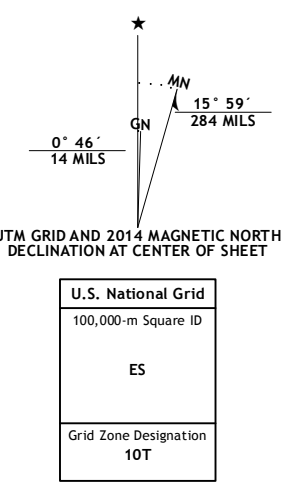 ★
MN
15° 59´
284 MILS
GN
0° 46´
14 MILS
UTM GRID AND 2014 MAGNETIC NORTH
DECLINATION AT CENTER OF SHEET
U.S. National Grid
100,000-m Square ID
ES
Grid Zone Designation
10T